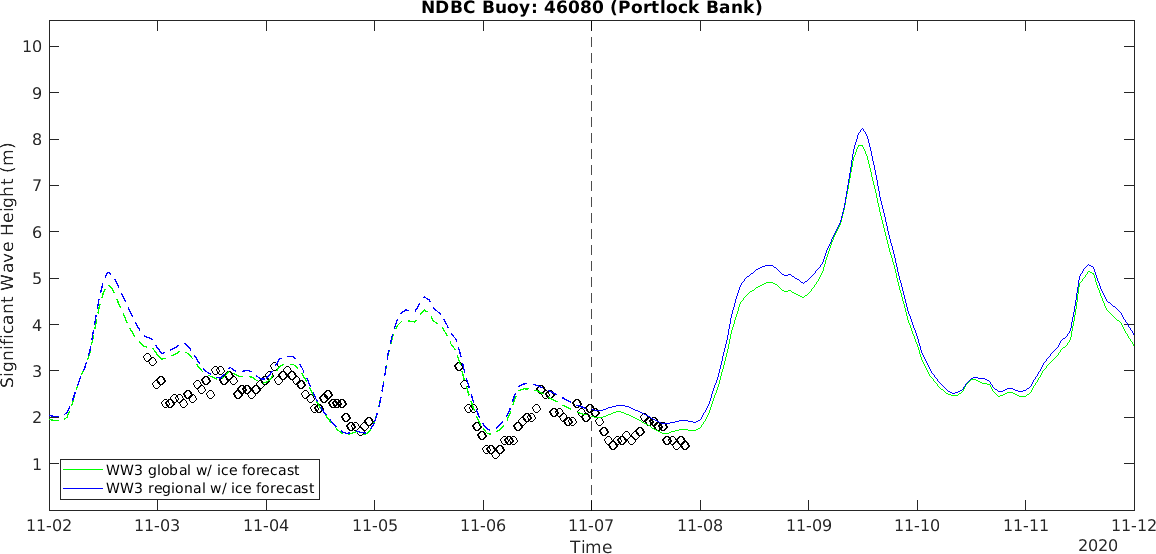 NDBC Buoy: 46080 (Portlock Bank)
Significant Wave Height (m)
10
9
8
7
6
5
4
3
2
1
WW3 global w/ ice forecast
WW3 regional w/ ice forecast
11-02 11-03 11-04 11-05 11-06 11-07 11-08 11-09 11-10 11-11 11-12
Time
2020